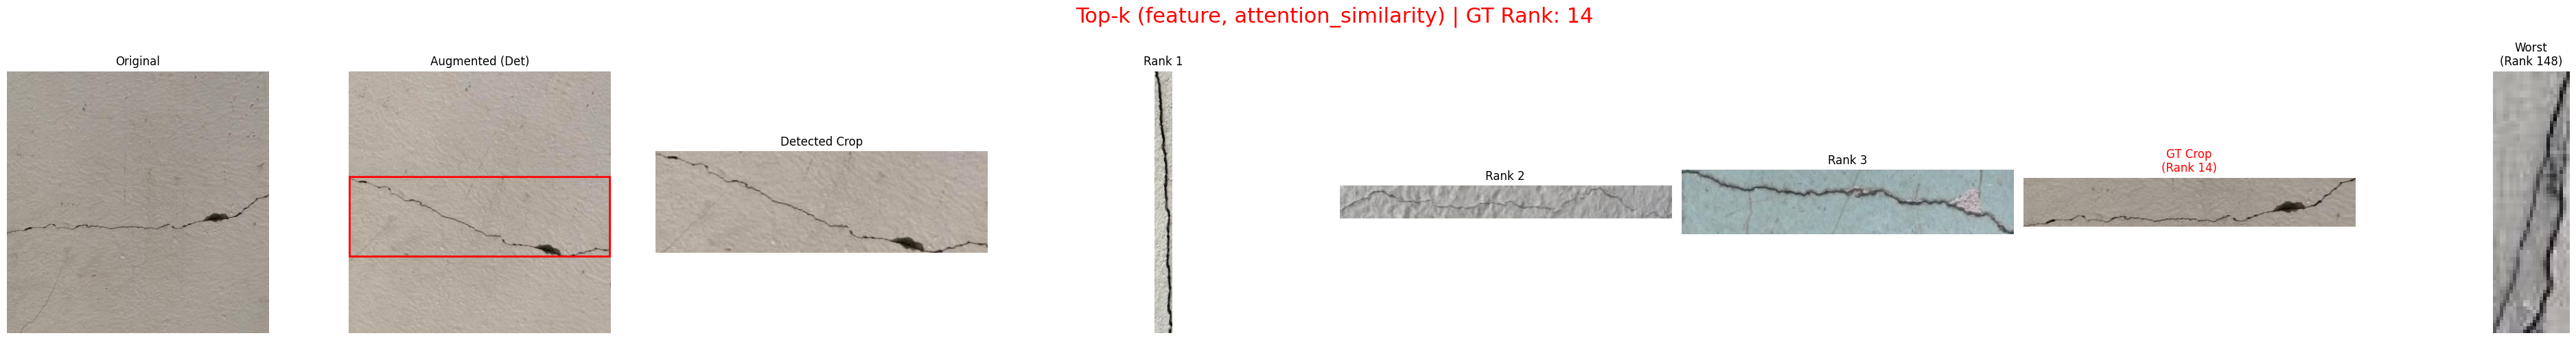 Top-k (feature, attention_similarity) | GT Rank: 14
Original
Augmented (Det)
Detected Crop
Rank 1
Rank 2
Rank 3
GT Crop
(Rank 14)
Worst
(Rank 148)